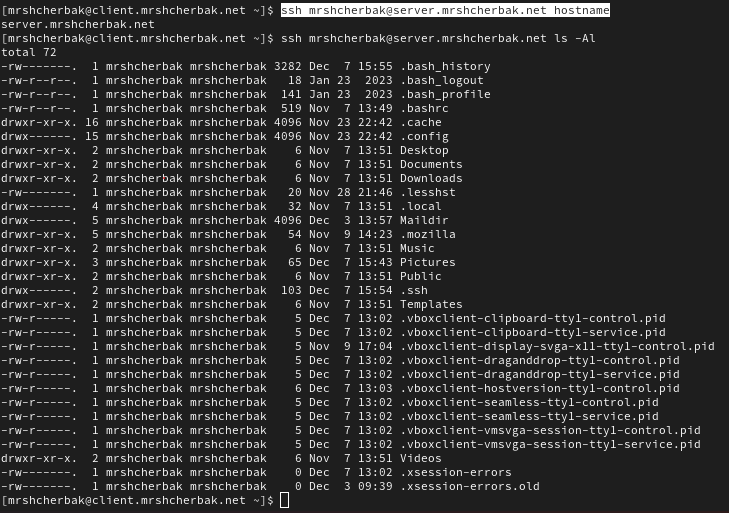 [mrshcherbak@client.mrshcherbak.net ~]$ ssh mrshcherbak@server.mrshcherbak.net hostname
server.mrshcherbak.net
[mrshcherbak@client.mrshcherbak.net ~]$ ssh mrshcherbak@server.mrshcherbak.net ls -Al
total 72
-rw-------.  1 mrshcherbak mrshcherbak 3282 Dec  7 15:55 .bash_history
-rw-r--r--.  1 mrshcherbak mrshcherbak   18 Jan 23  2023 .bash_logout
-rw-r--r--.  1 mrshcherbak mrshcherbak  141 Jan 23  2023 .bash_profile
-rw-r--r--.  1 mrshcherbak mrshcherbak  519 Nov  7 13:49 .bashrc
drwxr-xr-x. 16 mrshcherbak mrshcherbak 4096 Nov 23 22:42 .cache
drwx------. 15 mrshcherbak mrshcherbak 4096 Nov 23 22:42 .config
drwxr-xr-x.  2 mrshcherbak mrshcherbak    6 Nov  7 13:51 Desktop
drwxr-xr-x.  2 mrshcherbak mrshcherbak    6 Nov  7 13:51 Documents
drwxr-xr-x.  2 mrshcherbak mrshcherbak    6 Nov  7 13:51 Downloads
-rw-------.  1 mrshcherbak mrshcherbak   20 Nov 28 21:46 .lesshst
drwx------.  4 mrshcherbak mrshcherbak   32 Nov  7 13:51 .local
drwx------.  5 mrshcherbak mrshcherbak 4096 Dec  3 13:57 Maildir
drwxr-xr-x.  5 mrshcherbak mrshcherbak   54 Nov  9 14:23 .mozilla
drwxr-xr-x.  2 mrshcherbak mrshcherbak    6 Nov  7 13:51 Music
drwxr-xr-x.  3 mrshcherbak mrshcherbak   65 Dec  7 15:43 Pictures
drwxr-xr-x.  2 mrshcherbak mrshcherbak    6 Nov  7 13:51 Public
drwx------.  2 mrshcherbak mrshcherbak  103 Dec  7 15:54 .ssh
drwxr-xr-x.  2 mrshcherbak mrshcherbak    6 Nov  7 13:51 Templates
-rw-r-----.  1 mrshcherbak mrshcherbak    5 Dec  7 13:02 .vboxclient-clipboard-tty1-control.pid
-rw-r-----.  1 mrshcherbak mrshcherbak    5 Dec  7 13:02 .vboxclient-clipboard-tty1-service.pid
-rw-r-----.  1 mrshcherbak mrshcherbak    5 Nov  9 17:04 .vboxclient-display-svga-x11-tty1-control.pid
-rw-r-----.  1 mrshcherbak mrshcherbak    5 Dec  7 13:02 .vboxclient-draganddrop-tty1-control.pid
-rw-r-----.  1 mrshcherbak mrshcherbak    5 Dec  7 13:02 .vboxclient-draganddrop-tty1-service.pid
-rw-r-----.  1 mrshcherbak mrshcherbak    6 Dec  7 13:03 .vboxclient-hostversion-tty1-control.pid
-rw-r-----.  1 mrshcherbak mrshcherbak    5 Dec  7 13:02 .vboxclient-seamless-tty1-control.pid
-rw-r-----.  1 mrshcherbak mrshcherbak    5 Dec  7 13:02 .vboxclient-seamless-tty1-service.pid
-rw-r-----.  1 mrshcherbak mrshcherbak    5 Dec  7 13:02 .vboxclient-vmsvga-session-tty1-control.pid
-rw-r-----.  1 mrshcherbak mrshcherbak    5 Dec  7 13:02 .vboxclient-vmsvga-session-tty1-service.pid
drwxr-xr-x.  2 mrshcherbak mrshcherbak    6 Nov  7 13:51 Videos
-rw-------.  1 mrshcherbak mrshcherbak    0 Dec  7 13:02 .xsession-errors
-rw-------.  1 mrshcherbak mrshcherbak    0 Dec  3 09:39 .xsession-errors.old
[mrshcherbak@client.mrshcherbak.net ~]$